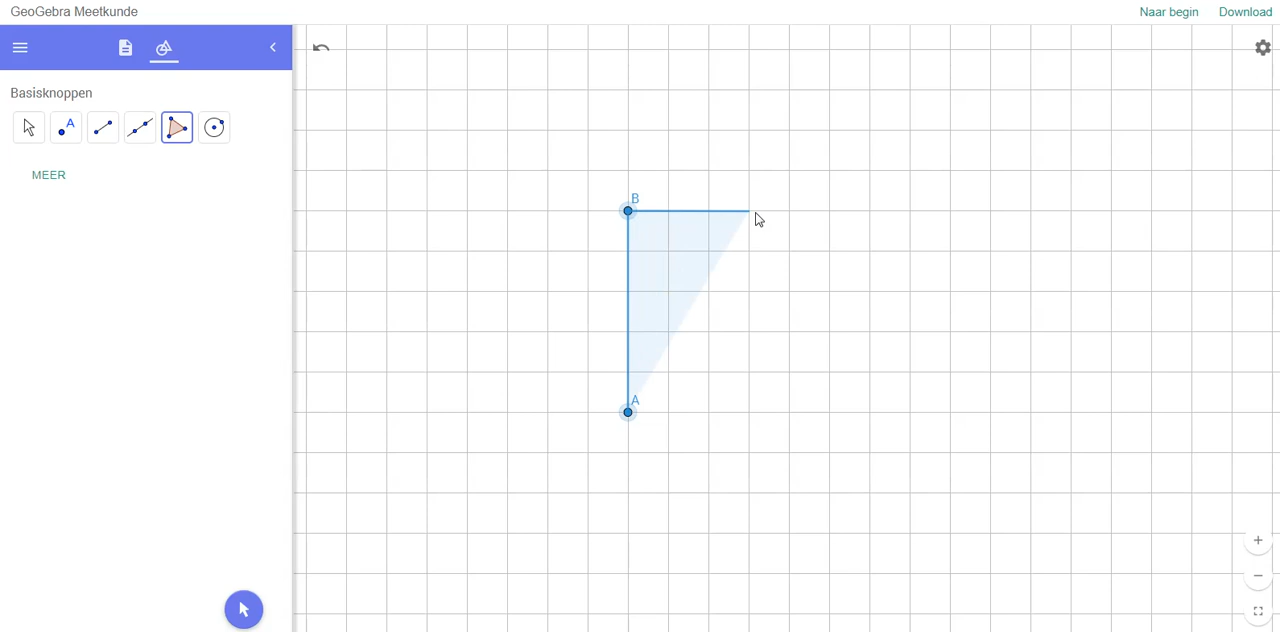 GeoGebra Meetkunde
Naar begin
Download
Basisknoppen
A
MEER
B
A